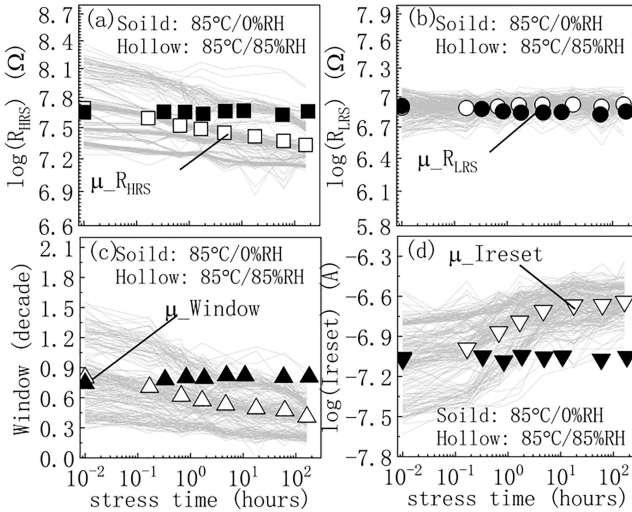 (a) Soild: 85°C/0%RH
Hollow: 85°C/85%RH
log(R_HRS) (Ω)
8.7
8.4
8.1
7.8
7.5
7.2
6.9
6.6
μ_R_HRS
(b) Soild: 85°C/0%RH
Hollow: 85°C/85%RH
log(R_LRS) (Ω)
7.9
7.6
7.3
7.0
6.7
6.4
6.1
5.8
μ_R_LRS
(c) Soild: 85°C/0%RH
Hollow: 85°C/85%RH
Window (decade)
2.1
1.8
1.5
1.2
0.9
0.6
0.3
0.0
μ_Window
10⁻² 10⁻¹ 10⁰ 10¹ 10²
stress time (hours)
(d)
log(Ireset) (A)
−6.3
−6.6
−6.9
−7.2
−7.5
−7.8
μ_Ireset
Soild: 85°C/0%RH
Hollow: 85°C/85%RH
10⁻² 10⁻¹ 10⁰ 10¹ 10²
stress time (hours)